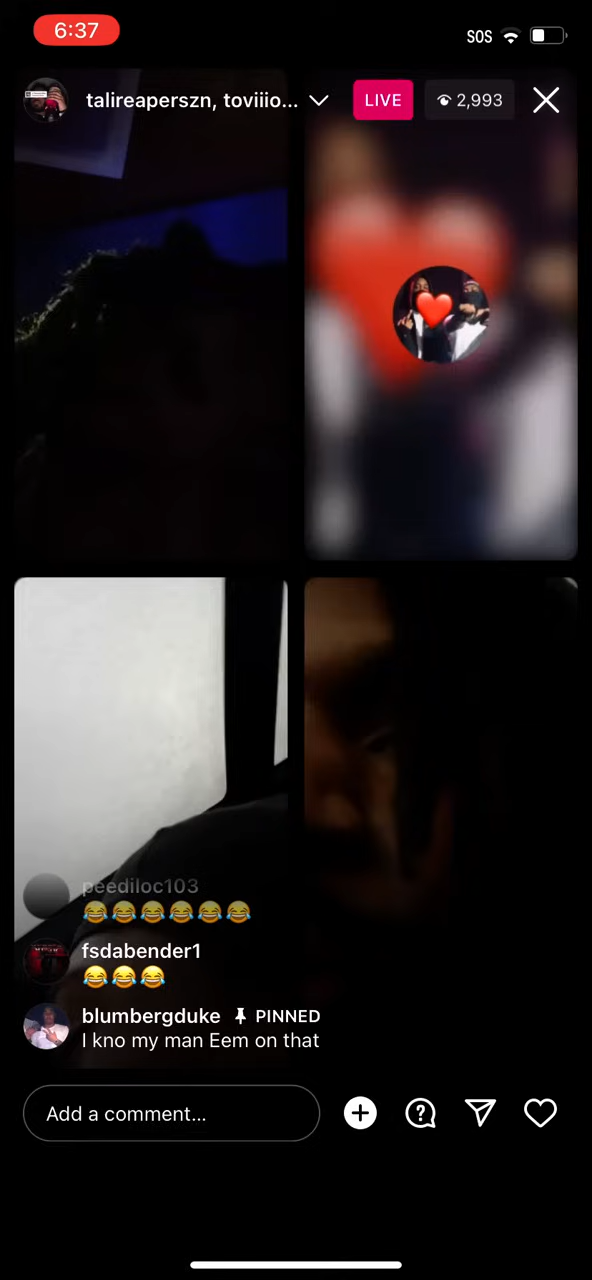 6:37
SOS
talireaperszn, toviiio...
LIVE
2,993
peediloc103
😂😂😂😂😂😂
fsdabender1
😂😂😂
blumbergduke PINNED
I kno my man Eem on that
Add a comment...